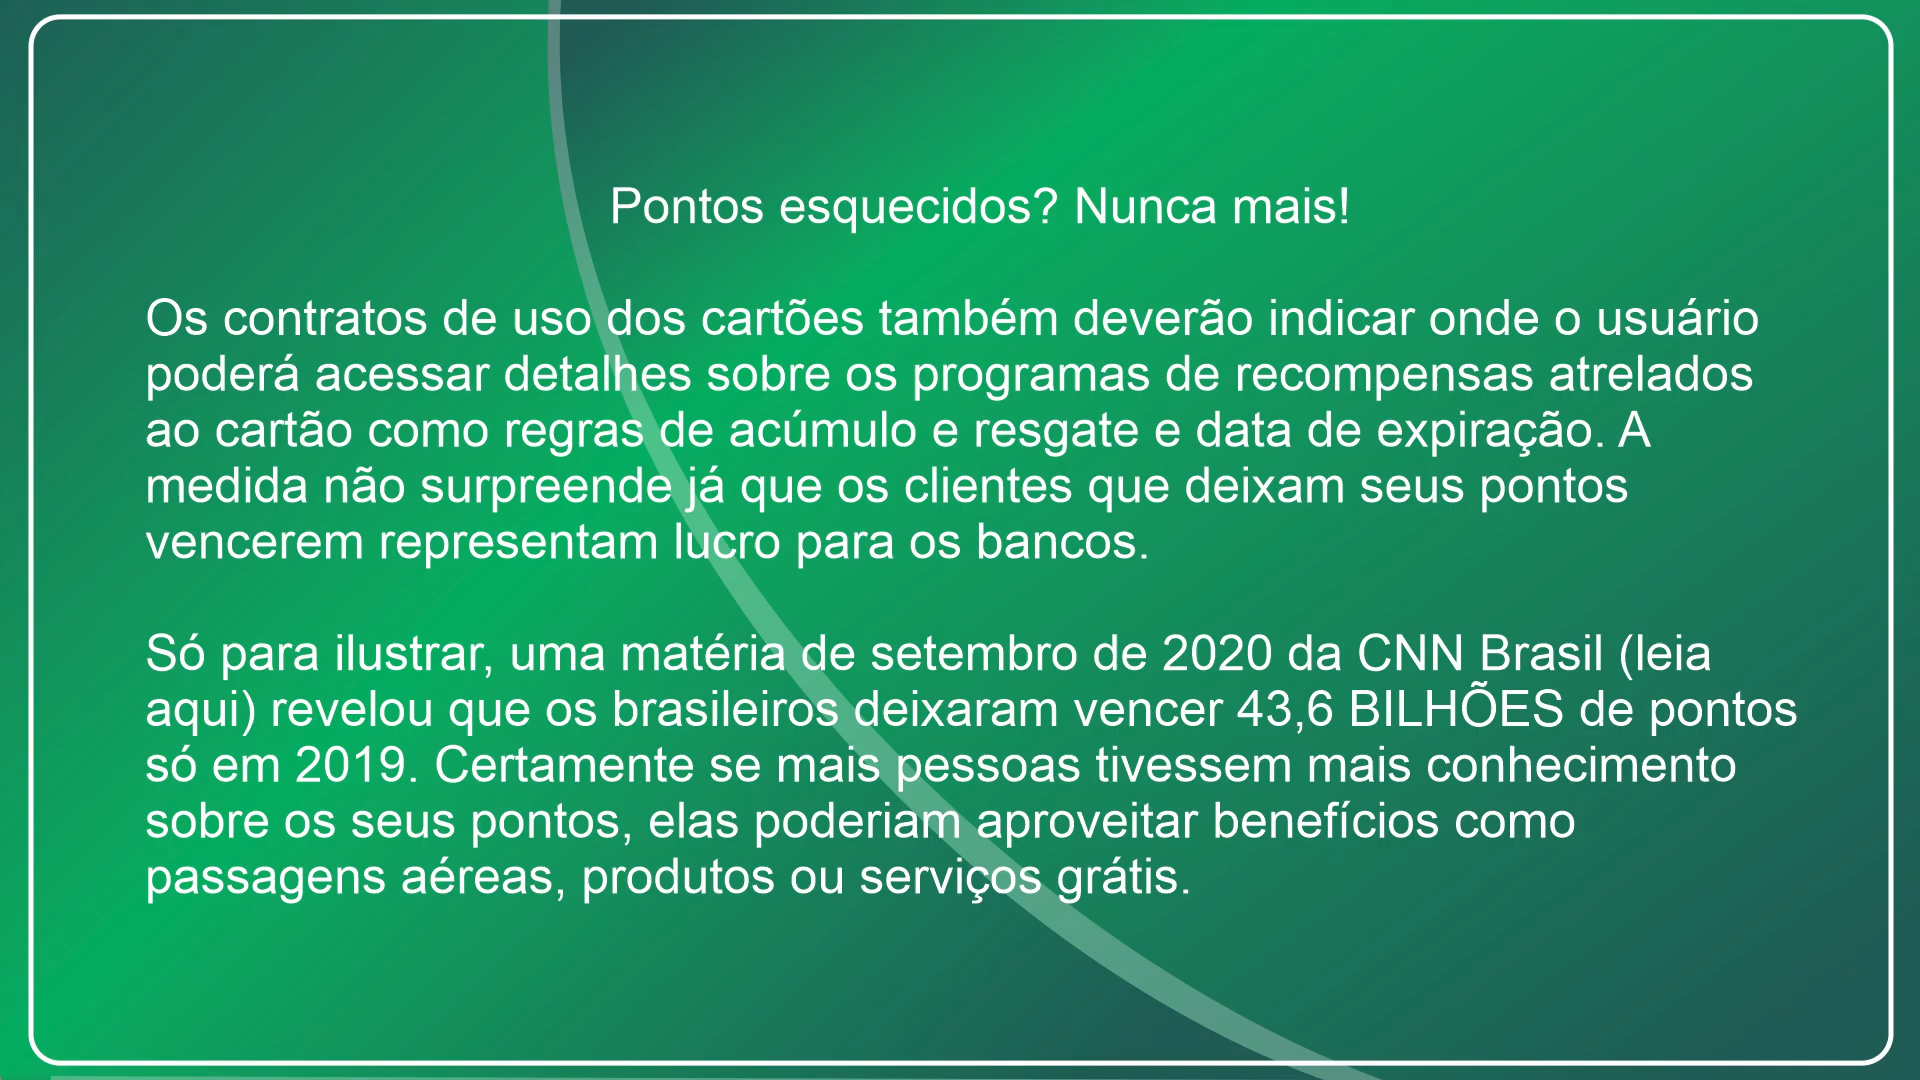 Pontos esquecidos? Nunca mais!
Os contratos de uso dos cartões também deverão indicar onde o usuário
poderá acessar detalhes sobre os programas de recompensas atrelados
ao cartão como regras de acúmulo e resgate e data de expiração. A
medida não surpreende já que os clientes que deixam seus pontos
vencerem representam lucro para os bancos.
Só para ilustrar, uma matéria de setembro de 2020 da CNN Brasil (leia
aqui) revelou que os brasileiros deixaram vencer 43,6 BILHÕES de pontos
só em 2019. Certamente se mais pessoas tivessem mais conhecimento
sobre os seus pontos, elas poderiam aproveitar benefícios como
passagens aéreas, produtos ou serviços grátis.